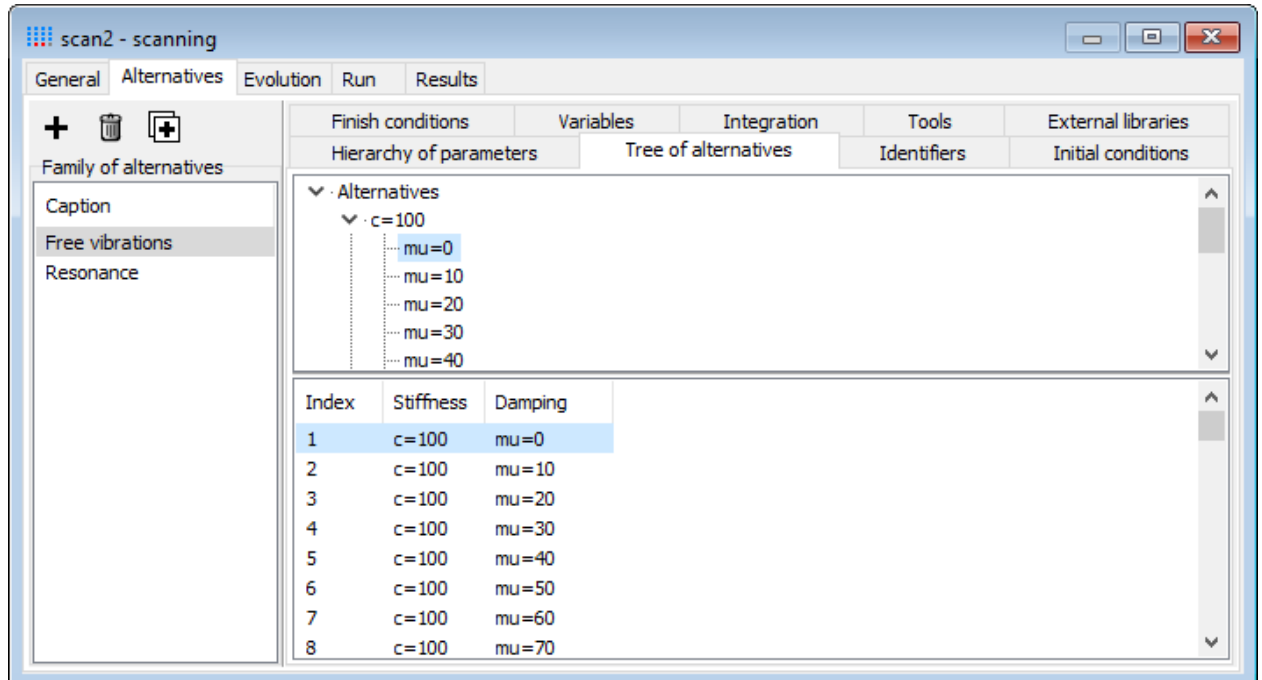 scan2 - scanning
General Alternatives Evolution Run Results
Finish conditions Variables Integration Tools External libraries
Hierarchy of parameters Tree of alternatives Identifiers Initial conditions
Family of alternatives
Caption
Free vibrations
Resonance
Alternatives
c=100
mu=0
mu=10
mu=20
mu=30
mu=40
Index Stiffness Damping
1 c=100 mu=0
2 c=100 mu=10
3 c=100 mu=20
4 c=100 mu=30
5 c=100 mu=40
6 c=100 mu=50
7 c=100 mu=60
8 c=100 mu=70